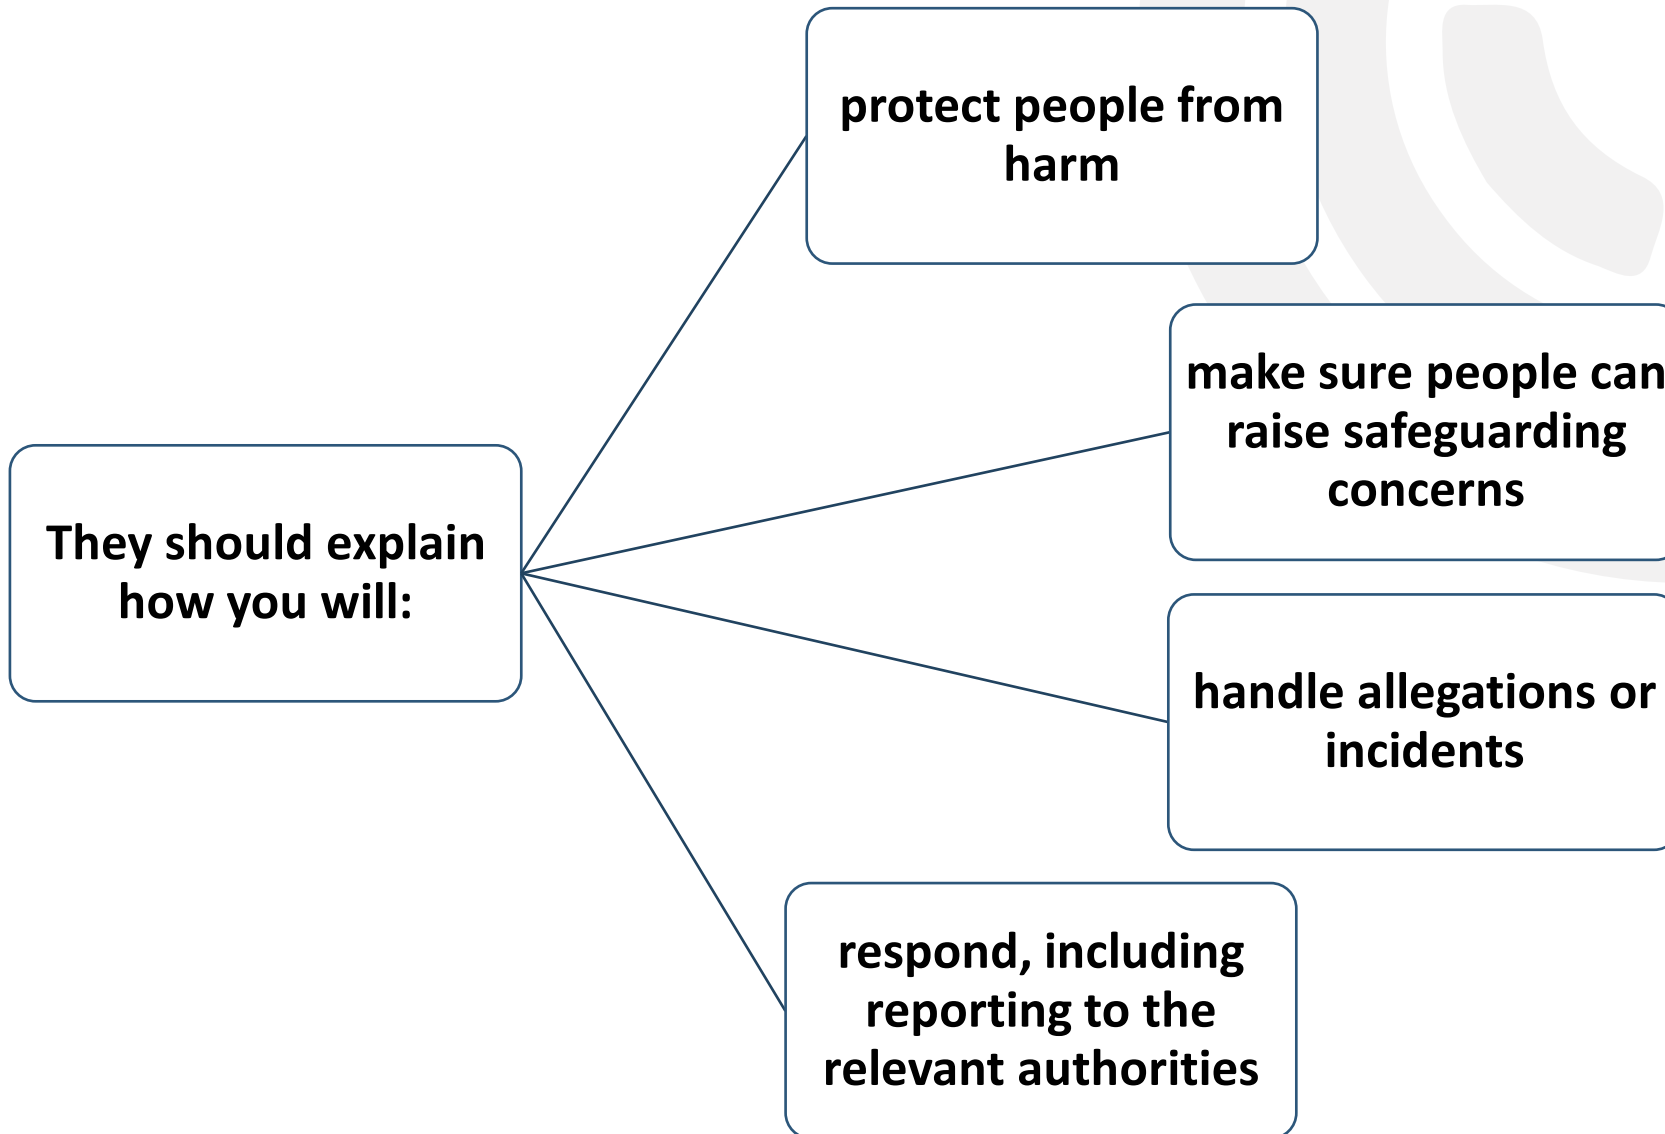 They should explain
how you will:
protect people from
harm
make sure people can
raise safeguarding
concerns
handle allegations or
incidents
respond, including
reporting to the
relevant authorities